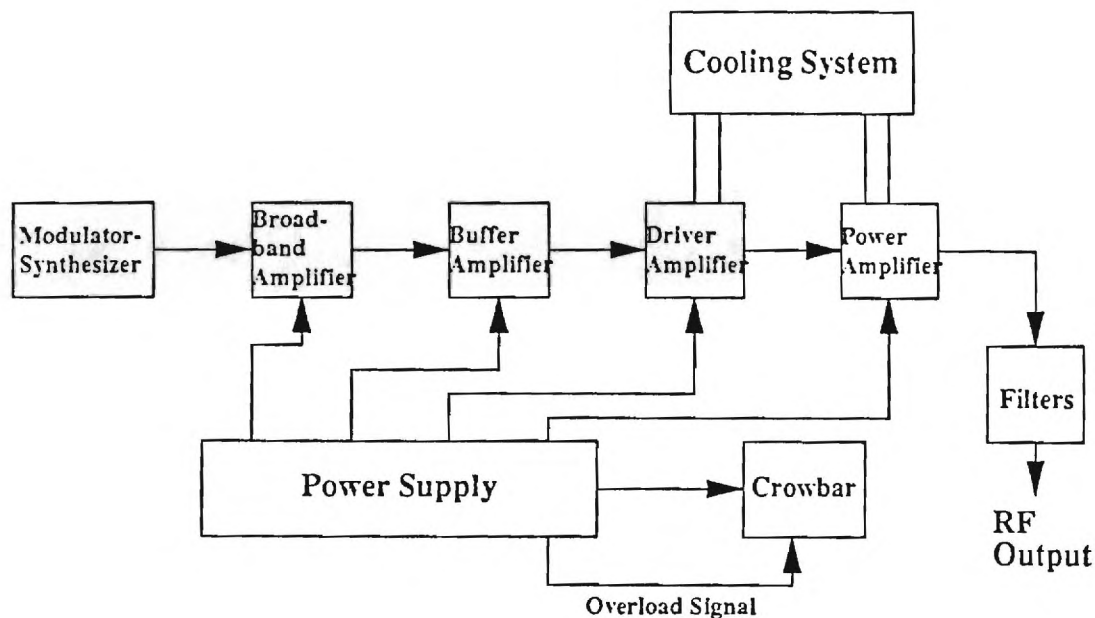 Cooling System
Modulator-
Synthesizer
Broad-
band
Amplifier
Buffer
Amplifier
Driver
Amplifier
Power
Amplifier
Filters
Power Supply
Crowbar
RF
Output
Overload Signal